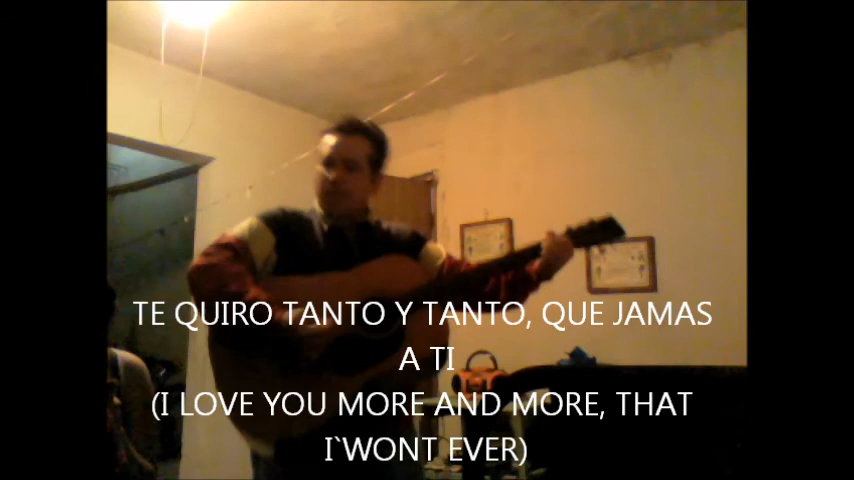 TE QUIRO TANTO Y TANTO, QUE JAMAS
A TI
(I LOVE YOU MORE AND MORE, THAT
I`WONT EVER)